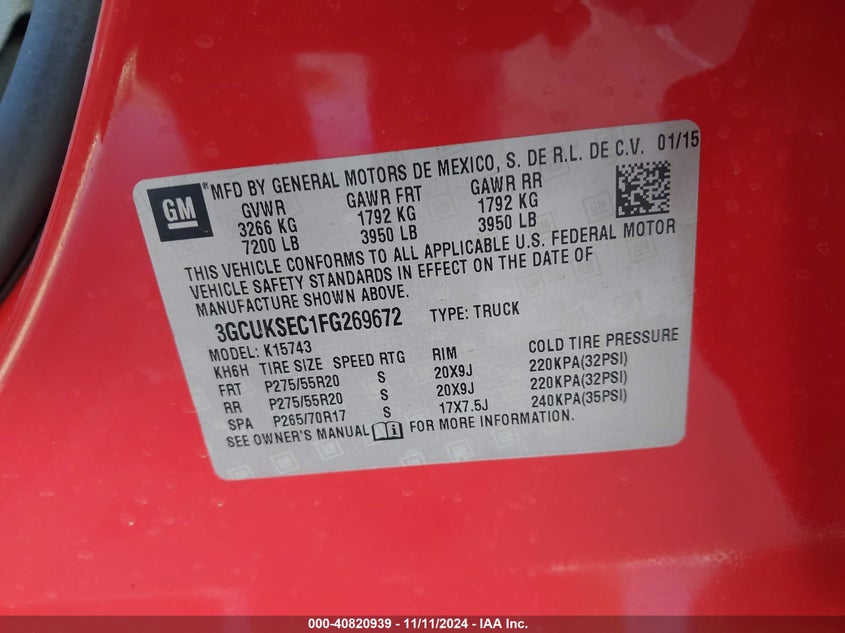 GM ® MFD BY GENERAL MOTORS DE MEXICO, S. DE R.L. DE C.V. 01/15
GVWR GAWR FRT GAWR RR
3266 KG 1792 KG 1792 KG
7200 LB 3950 LB 3950 LB
THIS VEHICLE CONFORMS TO ALL APPLICABLE U.S. FEDERAL MOTOR
VEHICLE SAFETY STANDARDS IN EFFECT ON THE DATE OF
MANUFACTURE SHOWN ABOVE.
3GCUKSEC1FG269672 TYPE: TRUCK
MODEL: K15743
KH6H TIRE SIZE SPEED RTG RIM COLD TIRE PRESSURE
FRT P275/55R20 S 20X9J 220KPA(32PSI)
RR P275/55R20 S 20X9J 220KPA(32PSI)
SPA P265/70R17 S 17X7.5J 240KPA(35PSI)
SEE OWNER'S MANUAL FOR MORE INFORMATION.
000-40820939 - 11/11/2024 - IAA Inc.